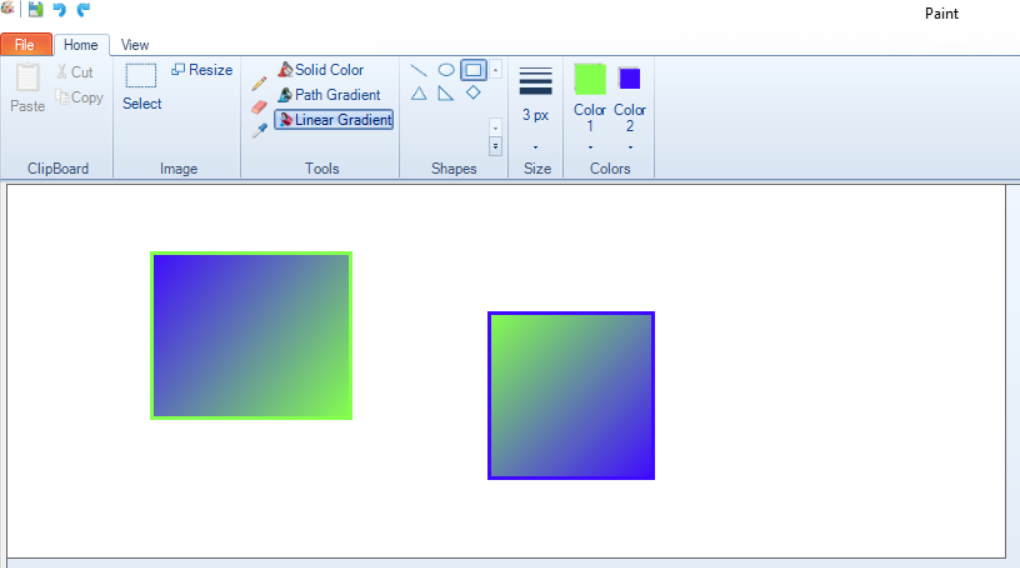 Paint
File Home View
Paste
Cut
Copy
ClipBoard
Select
Resize
Image
Solid Color
Path Gradient
Linear Gradient
Tools
Shapes
3 px
Size
Color
1
Color
2
Colors